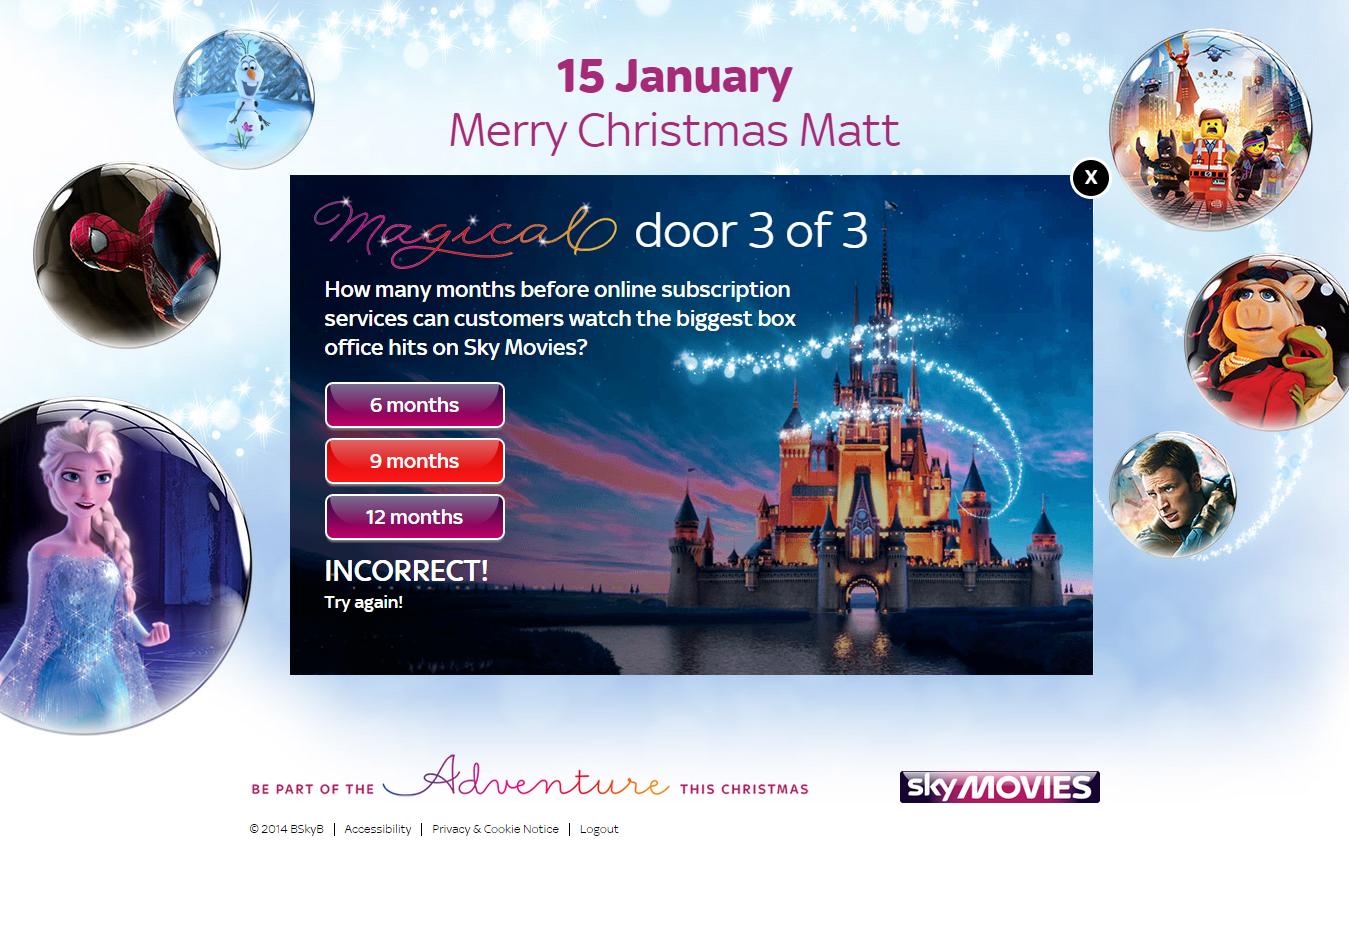 15 January
Merry Christmas Matt
X
Magical door 3 of 3
How many months before online subscription
services can customers watch the biggest box
office hits on Sky Movies?
6 months
9 months
12 months
INCORRECT!
Try again!
BE PART OF THE Adventure THIS CHRISTMAS
sky MOVIES
© 2014 BSkyB | Accessibility | Privacy & Cookie Notice | Logout